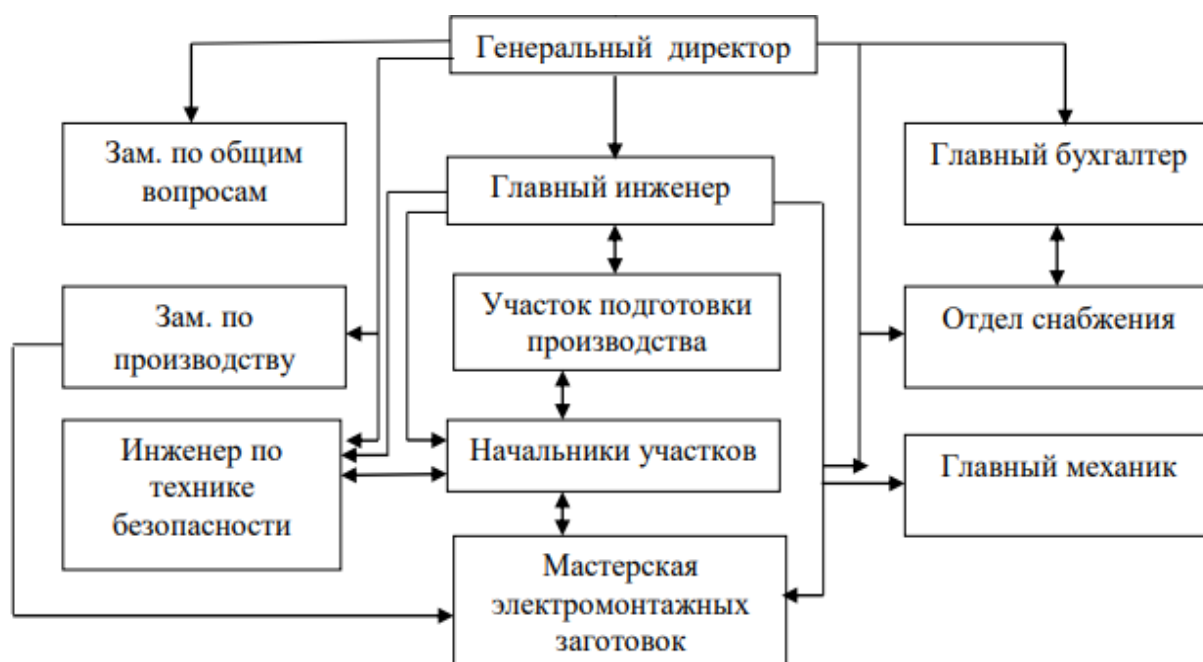 Генеральный директор
Зам. по общим
вопросам
Главный бухгалтер
Главный инженер
Зам. по
производству
Участок подготовки
производства
Отдел снабжения
Инженер по
технике
безопасности
Начальники участков
Главный механик
Мастерская
электромонтажных
заготовок